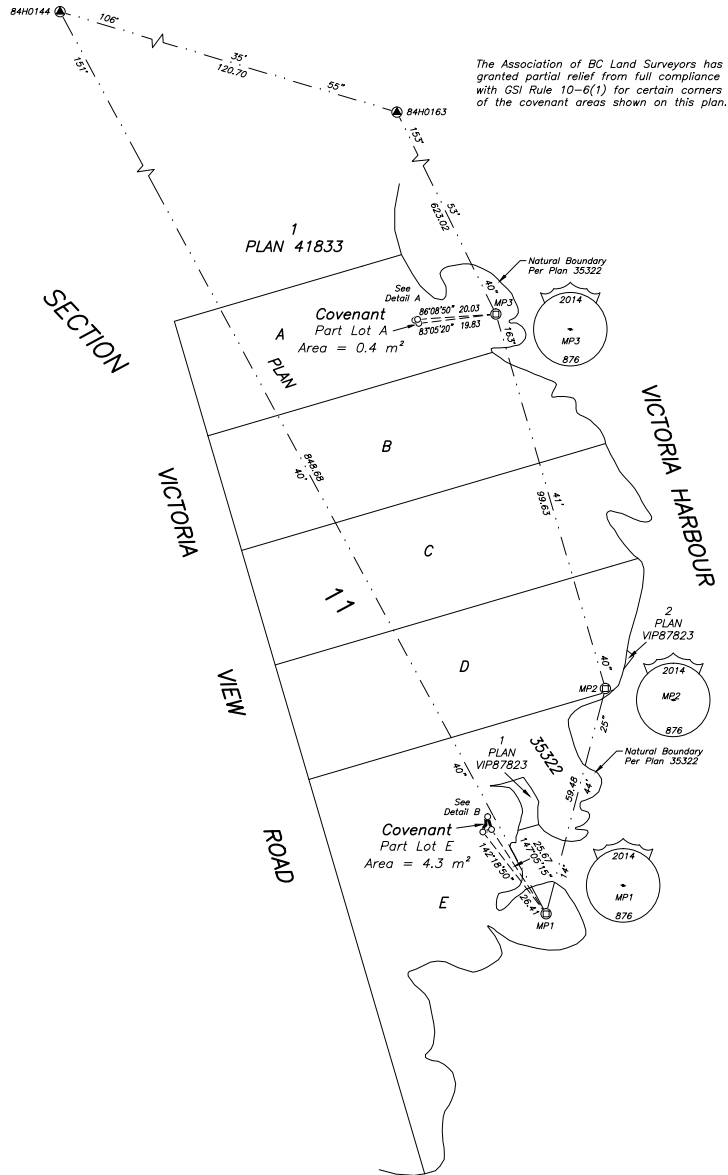 84H0144
106°
35'
120.70
55"
84H0163
151°
153°
53'
623.02
40"
The Association of BC Land Surveyors has
granted partial relief from full compliance
with GSI Rule 10-6(1) for certain corners
of the covenant areas shown on this plan.
1
PLAN 41833
Natural Boundary
Per Plan 35322
See
Detail A
MP3
86°08'50" 20.03
83°05'20" 19.83
163°
Covenant
Part Lot A
Area = 0.4 m²
A
PLAN
2014
MP3
876
SECTION
B
848.68
40'
VICTORIA
VICTORIA HARBOUR
41'
99.63
C
11
2
PLAN
VIP87823
40"
D
MP2
2014
MP2
876
VIEW
25"
1
PLAN
VIP87823
35322
Natural Boundary
Per Plan 35322
40"
59.48
44'
See
Detail B
Covenant
Part Lot E
Area = 4.3 m²
25.67
147°05'15"
142°18'50"
26.41
14°
2014
MP1
876
ROAD
E
MP1